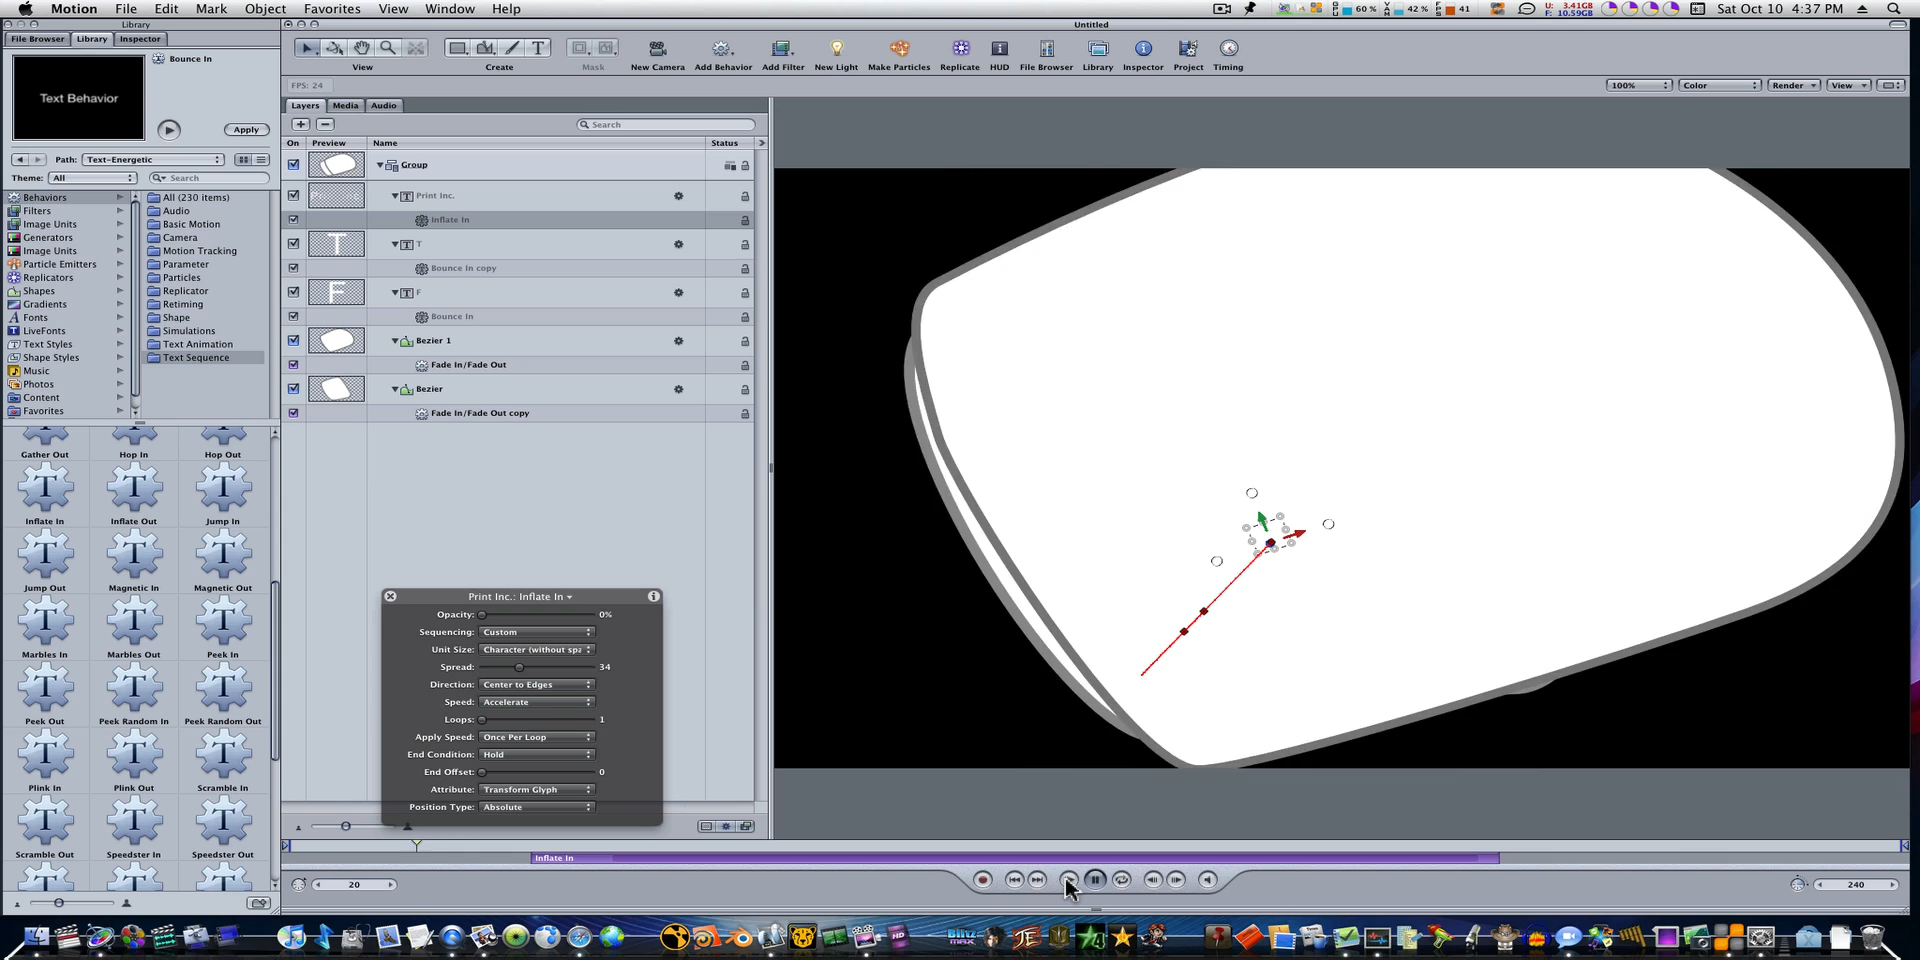 Motion File Edit Mark Object Favorites View Window Help
60 % 42 % 41 U: 3.41GB F: 10.59GB Sat Oct 10 4:37 PM
Library
Untitled
File Browser Library Inspector
Bounce In
Text Behavior
Apply
Path: Text-Energetic
Theme: All
Search
Behaviors
Filters
Image Units
Generators
Image Units
Particle Emitters
Replicators
Shapes
Gradients
Fonts
LiveFonts
Text Styles
Shape Styles
Music
Photos
Content
Favorites
All (230 items)
Audio
Basic Motion
Camera
Motion Tracking
Parameter
Particles
Replicator
Retiming
Shape
Simulations
Text Animation
Text Sequence
Gather Out Hop In Hop Out
Inflate In Inflate Out Jump In
Jump Out Magnetic In Magnetic Out
Marbles In Marbles Out Peek In
Peek Out Peek Random In Peek Random Out
Plink In Plink Out Scramble In
Scramble Out Speedster In Speedster Out
View
Create
Mask
New Camera Add Behavior Add Filter New Light Make Particles Replicate HUD File Browser Library Inspector Project Timing
FPS: 24
100% Color Render View
Layers Media Audio
Search
On Preview Name Status
Group
Print Inc.
Inflate In
T
Bounce In copy
F
Bounce In
Bezier 1
Fade In/Fade Out
Bezier
Fade In/Fade Out copy
Print Inc.: Inflate In
Opacity: 0%
Sequencing: Custom
Unit Size: Character (without spa
Spread: 34
Direction: Center to Edges
Speed: Accelerate
Loops: 1
Apply Speed: Once Per Loop
End Condition: Hold
End Offset: 0
Attribute: Transform Glyph
Position Type: Absolute
Inflate In
20
240